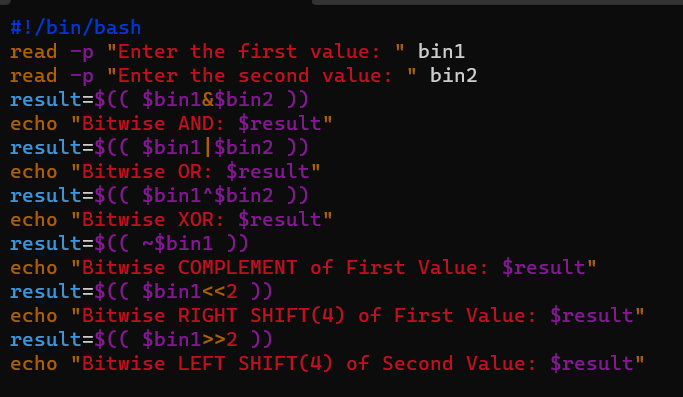 #!/bin/bash
read -p "Enter the first value: " bin1
read -p "Enter the second value: " bin2
result=$(( $bin1&$bin2 ))
echo "Bitwise AND: $result"
result=$(( $bin1|$bin2 ))
echo "Bitwise OR: $result"
result=$(( $bin1^$bin2 ))
echo "Bitwise XOR: $result"
result=$(( ~$bin1 ))
echo "Bitwise COMPLEMENT of First Value: $result"
result=$(( $bin1<<2 ))
echo "Bitwise RIGHT SHIFT(4) of First Value: $result"
result=$(( $bin1>>2 ))
echo "Bitwise LEFT SHIFT(4) of Second Value: $result"